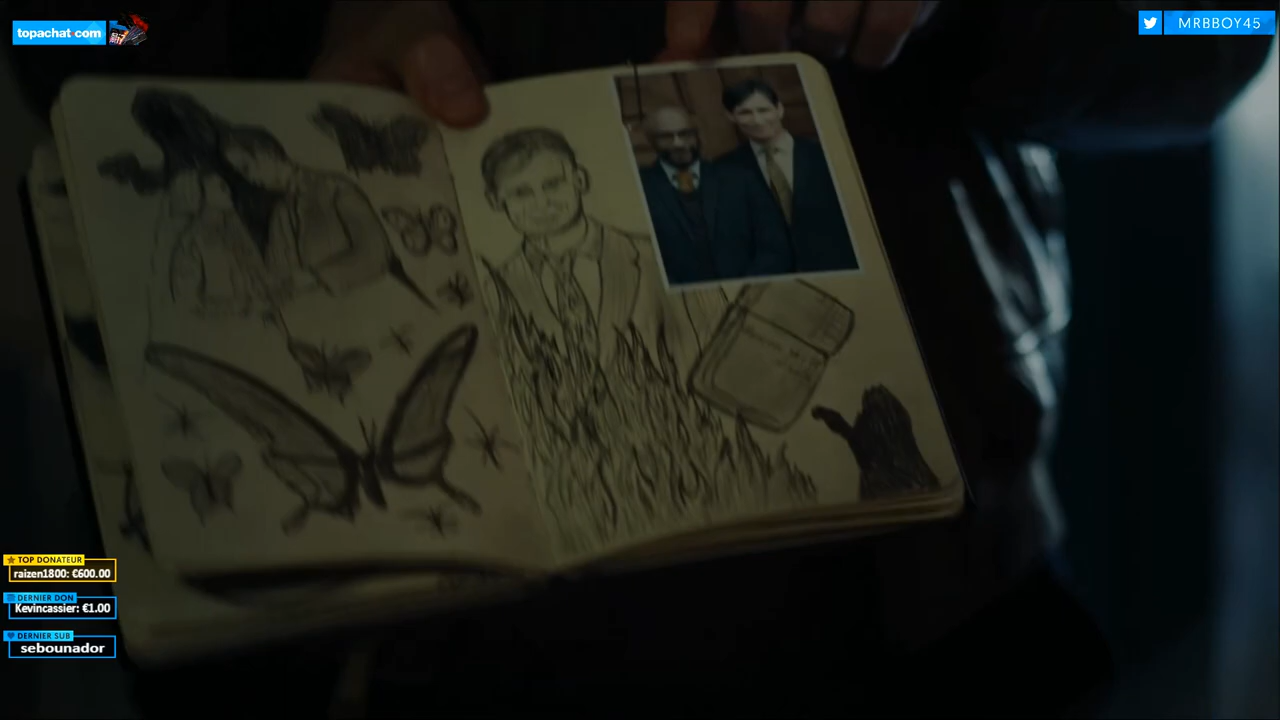 topachat.com
MRBBOY45
TOP DONATEUR
raizen1800: €600.00
DERNIER DON
Kevincassier: €1.00
DERNIER SUB
sebounador